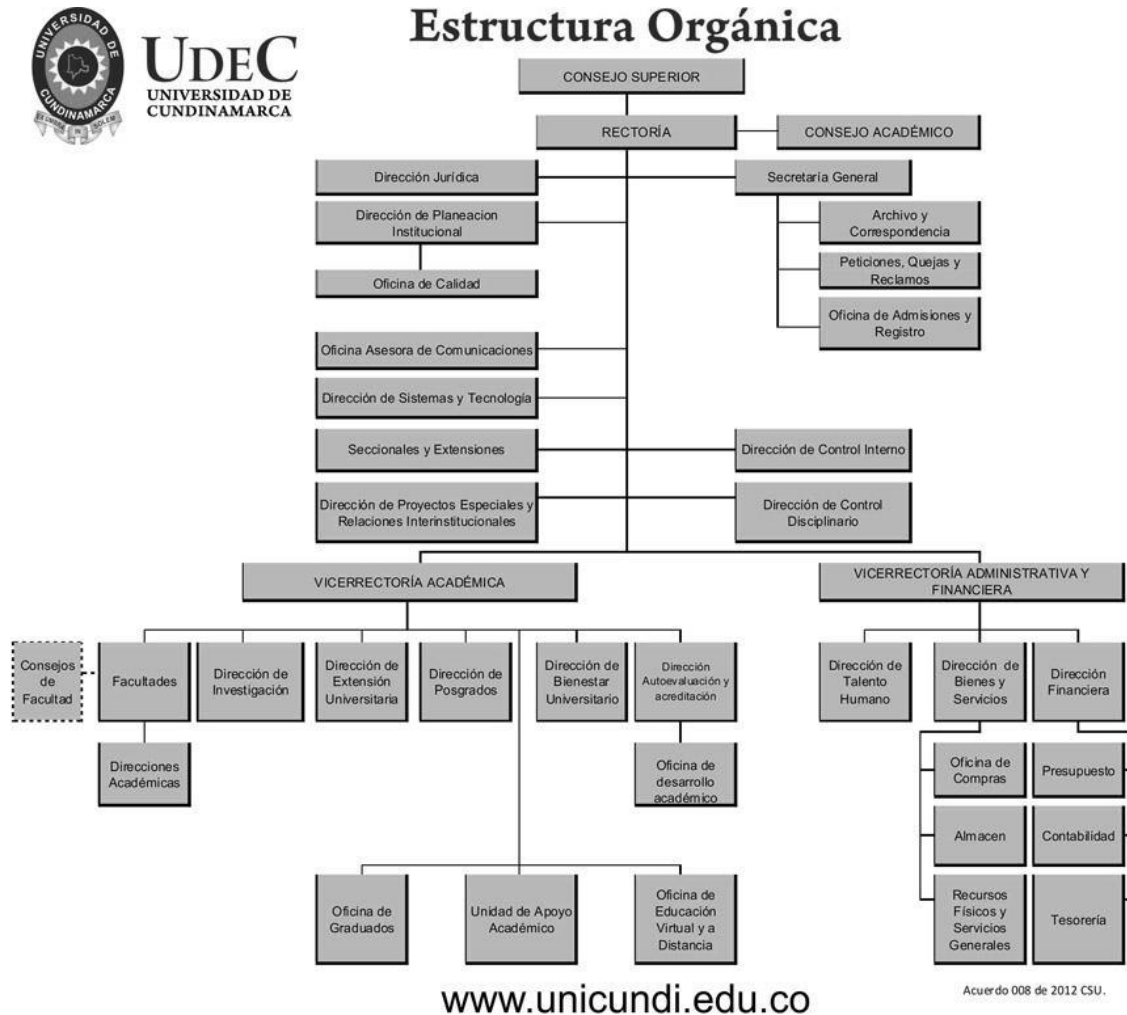 UNIVERSIDAD DE
CUNDINAMARCA
UDEC
UNIVERSIDAD DE
CUNDINAMARCA
Estructura Orgánica
CONSEJO SUPERIOR
RECTORÍA
CONSEJO ACADÉMICO
Dirección Jurídica
Secretaría General
Dirección de Planeacion
Institucional
Archivo y
Correspondencia
Peticiones, Quejas y
Reclamos
Oficina de Calidad
Oficina de Admisiones y
Registro
Oficina Asesora de Comunicaciones
Dirección de Sistemas y Tecnología
Seccionales y Extensiones
Dirección de Control Interno
Dirección de Proyectos Especiales y
Relaciones Interinstitucionales
Dirección de Control
Disciplinario
VICERRECTORÍA ACADÉMICA
VICERRECTORÍA ADMINISTRATIVA Y
FINANCIERA
Consejos
de
Facultad
Facultades
Dirección de
Investigación
Dirección de
Extensión
Universitaria
Dirección de
Posgrados
Dirección de
Bienestar
Universitario
Dirección
Autoevaluación y
acreditación
Dirección de
Talento
Humano
Dirección de
Bienes y
Servicios
Dirección
Financiera
Direcciones
Académicas
Oficina de
desarrollo
académico
Oficina de
Compras
Presupuesto
Almacen
Contabilidad
Oficina de
Graduados
Unidad de Apoyo
Académico
Oficina de
Educación
Virtual y a
Distancia
Recursos
Físicos y
Servicios
Generales
Tesorería
www.unicundi.edu.co
Acuerdo 008 de 2012 CSU.